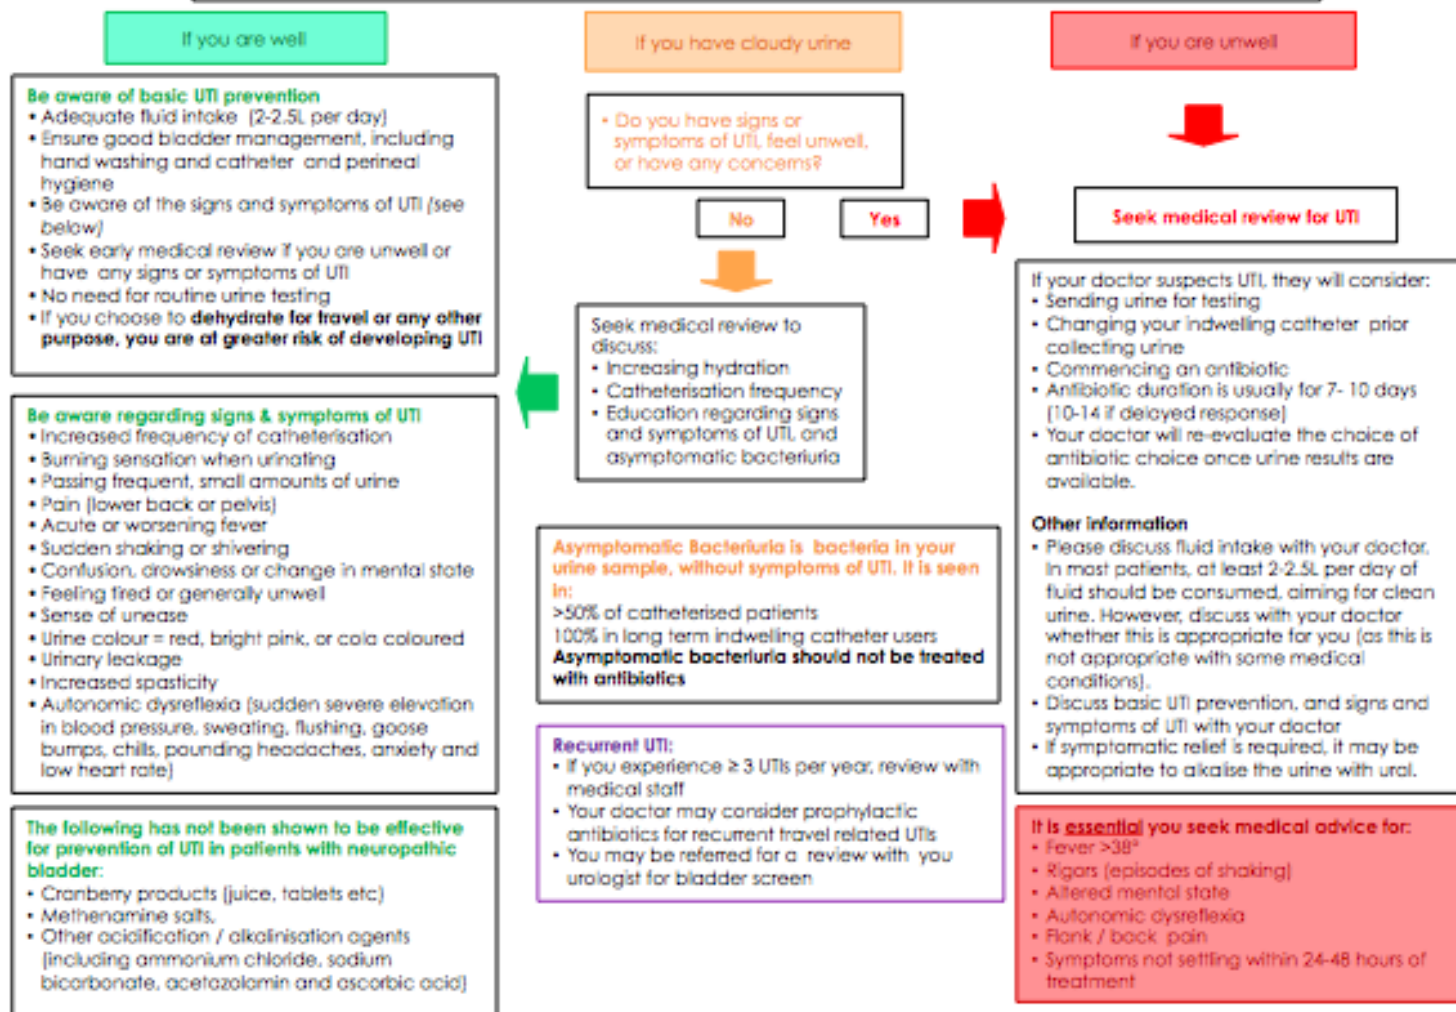 If you are well
Be aware of basic UTI prevention
• Adequate fluid intake (2-2.5L per day)
• Ensure good bladder management, including
hand washing and catheter and perineal
hygiene
• Be aware of the signs and symptoms of UTI (see
below)
• Seek early medical review if you are unwell or
have any signs or symptoms of UTI
• No need for routine urine testing
• If you choose to dehydrate for travel or any other
purpose, you are at greater risk of developing UTI
Be aware regarding signs & symptoms of UTI
• Increased frequency of catheterisation
• Burning sensation when urinating
• Passing frequent, small amounts of urine
• Pain (lower back or pelvis)
• Acute or worsening fever
• Sudden shaking or shivering
• Confusion, drowsiness or change in mental state
• Feeling tired or generally unwell
• Sense of unease
• Urine colour = red, bright pink, or cola coloured
• Urinary leakage
• Increased spasticity
• Autonomic dysreflexia (sudden severe elevation
in blood pressure, sweating, flushing, goose
bumps, chills, pounding headaches, anxiety and
low heart rate)
The following has not been shown to be effective
for prevention of UTI in patients with neuropathic
bladder:
• Cranberry products (juice, tablets etc)
• Methenamine salts,
• Other acidification / alkalinisation agents
(including ammonium chloride, sodium
bicarbonate, acetazolamin and ascorbic acid)
If you have cloudy urine
• Do you have signs or
symptoms of UTI, feel unwell,
or have any concerns?
No
Yes
Seek medical review to
discuss:
• Increasing hydration
• Catheterisation frequency
• Education regarding signs
and symptoms of UTI, and
asymptomatic bacteriuria
Asymptomatic Bacteriuria is bacteria in your
urine sample, without symptoms of UTI. It is seen
in:
>50% of catheterised patients
100% in long term indwelling catheter users
Asymptomatic bacteriuria should not be treated
with antibiotics
Recurrent UTI:
• If you experience ≥ 3 UTIs per year, review with
medical staff
• Your doctor may consider prophylactic
antibiotics for recurrent travel related UTIs
• You may be referred for a review with you
urologist for bladder screen
If you are unwell
Seek medical review for UTI
If your doctor suspects UTI, they will consider:
• Sending urine for testing
• Changing your indwelling catheter prior
collecting urine
• Commencing an antibiotic
• Antibiotic duration is usually for 7- 10 days
(10-14 if delayed response)
• Your doctor will re-evaluate the choice of
antibiotic choice once urine results are
available.
Other information
• Please discuss fluid intake with your doctor.
In most patients, at least 2-2.5L per day of
fluid should be consumed, aiming for clean
urine. However, discuss with your doctor
whether this is appropriate for you (as this is
not appropriate with some medical
conditions).
• Discuss basic UTI prevention, and signs and
symptoms of UTI with your doctor
• If symptomatic relief is required, it may be
appropriate to alkalise the urine with ural.
It is essential you seek medical advice for:
• Fever >38°
• Rigors (episodes of shaking)
• Altered mental state
• Autonomic dysreflexia
• Flank / back pain
• Symptoms not settling within 24-48 hours of
treatment